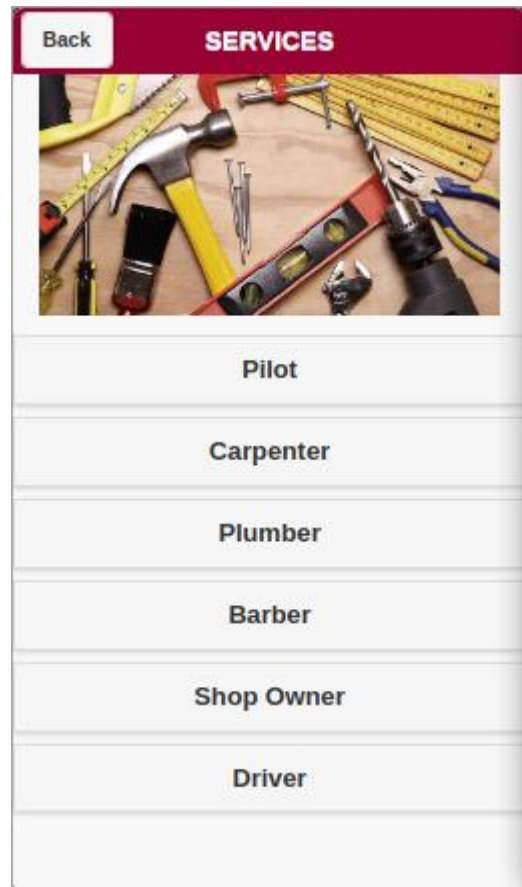 Back
SERVICES
Pilot
Carpenter
Plumber
Barber
Shop Owner
Driver